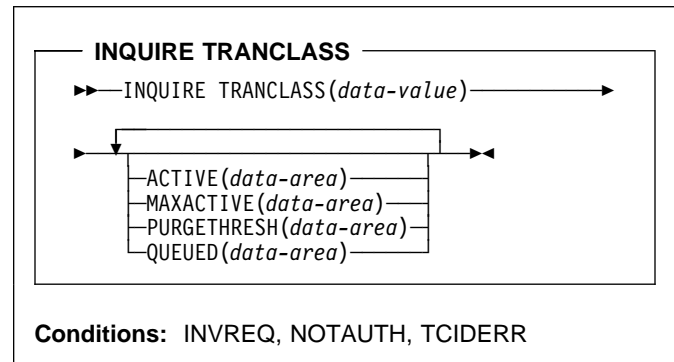 INQUIRE TRANCLASS
INQUIRE TRANCLASS(data-value)
ACTIVE(data-area)
MAXACTIVE(data-area)
PURGETHRESH(data-area)
QUEUED(data-area)
Conditions: INVREQ, NOTAUTH, TCIDERR